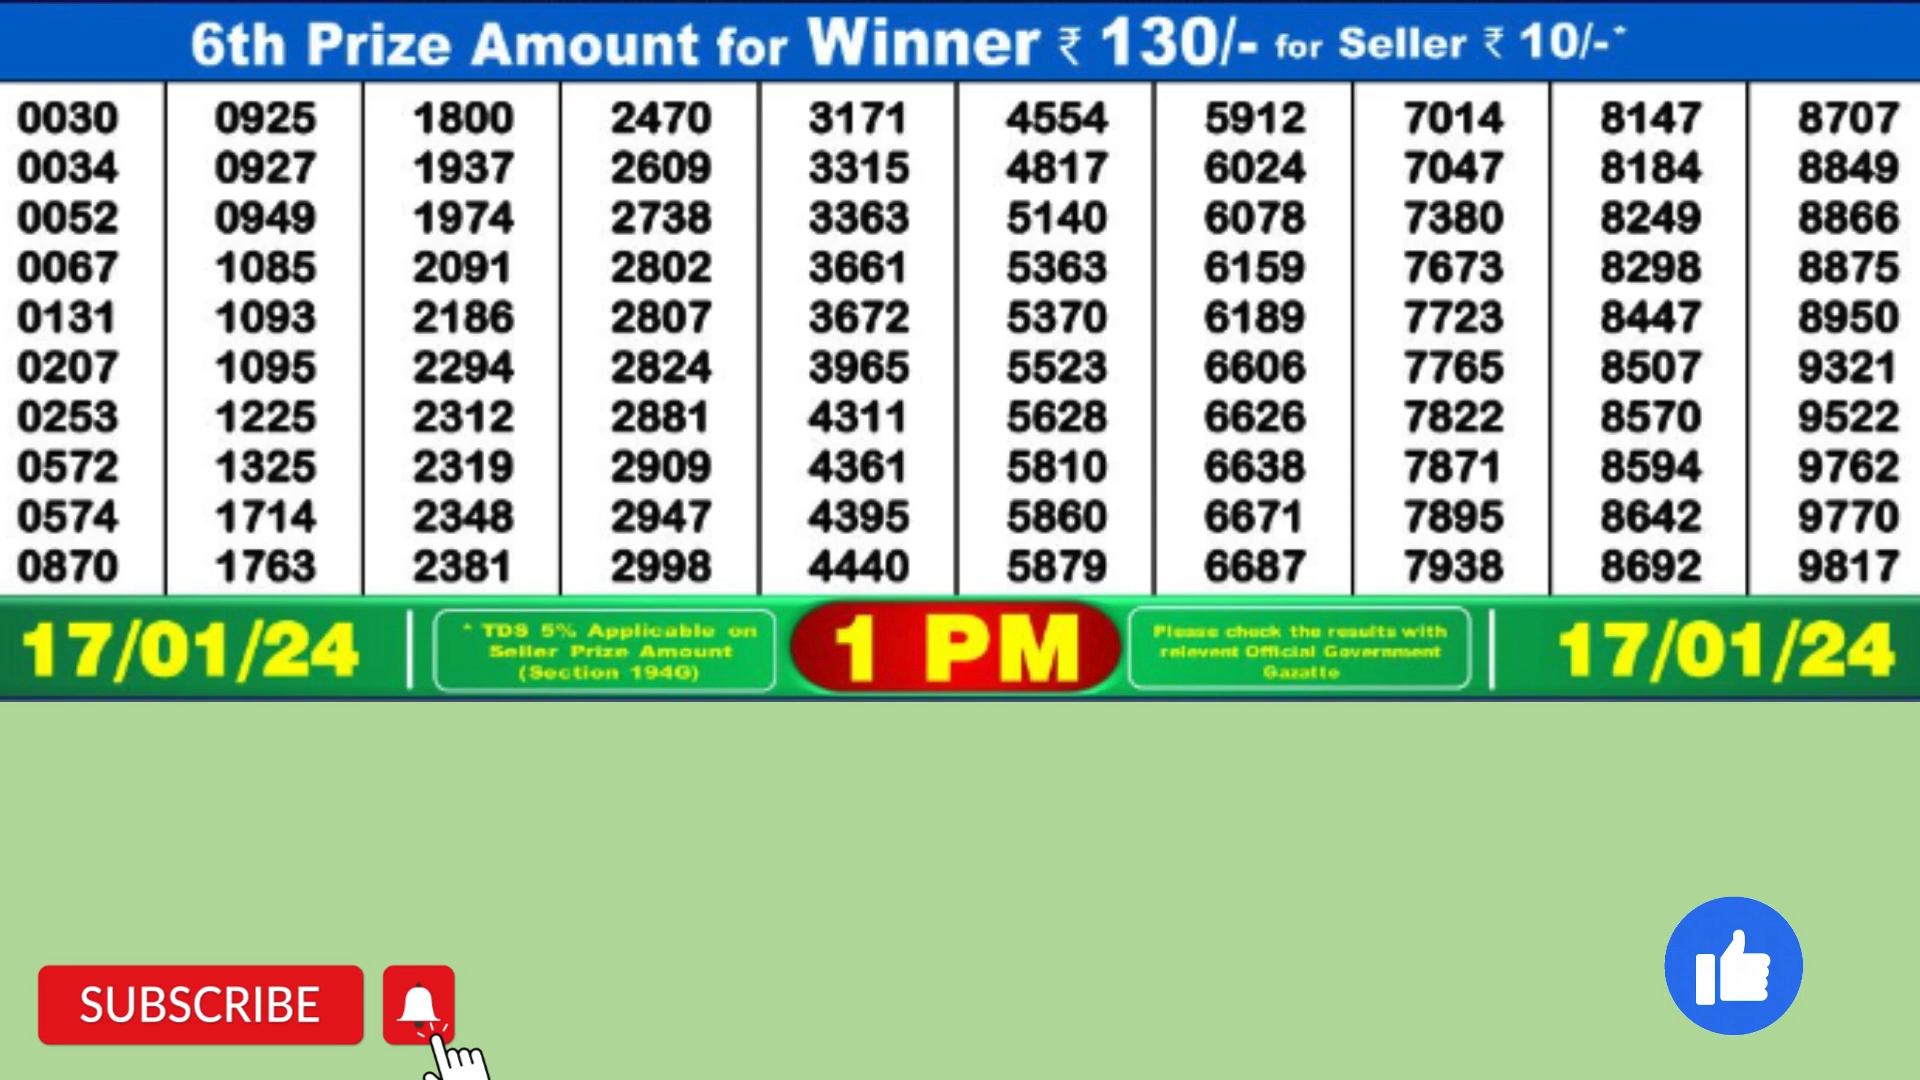 6th Prize Amount for Winner ₹ 130/- for Seller ₹ 10/-*
0030 0925 1800 2470 3171 4554 5912 7014 8147 8707
0034 0927 1937 2609 3315 4817 6024 7047 8184 8849
0052 0949 1974 2738 3363 5140 6078 7380 8249 8866
0067 1085 2091 2802 3661 5363 6159 7673 8298 8875
0131 1093 2186 2807 3672 5370 6189 7723 8447 8950
0207 1095 2294 2824 3965 5523 6606 7765 8507 9321
0253 1225 2312 2881 4311 5628 6626 7822 8570 9522
0572 1325 2319 2909 4361 5810 6638 7871 8594 9762
0574 1714 2348 2947 4395 5860 6671 7895 8642 9770
0870 1763 2381 2998 4440 5879 6687 7938 8692 9817
17/01/24
* TDS 5% Applicable on
Seller Prize Amount
(Section 194G)
1 PM
Please check the results with
relevent Official Government
Gazatte
17/01/24
SUBSCRIBE